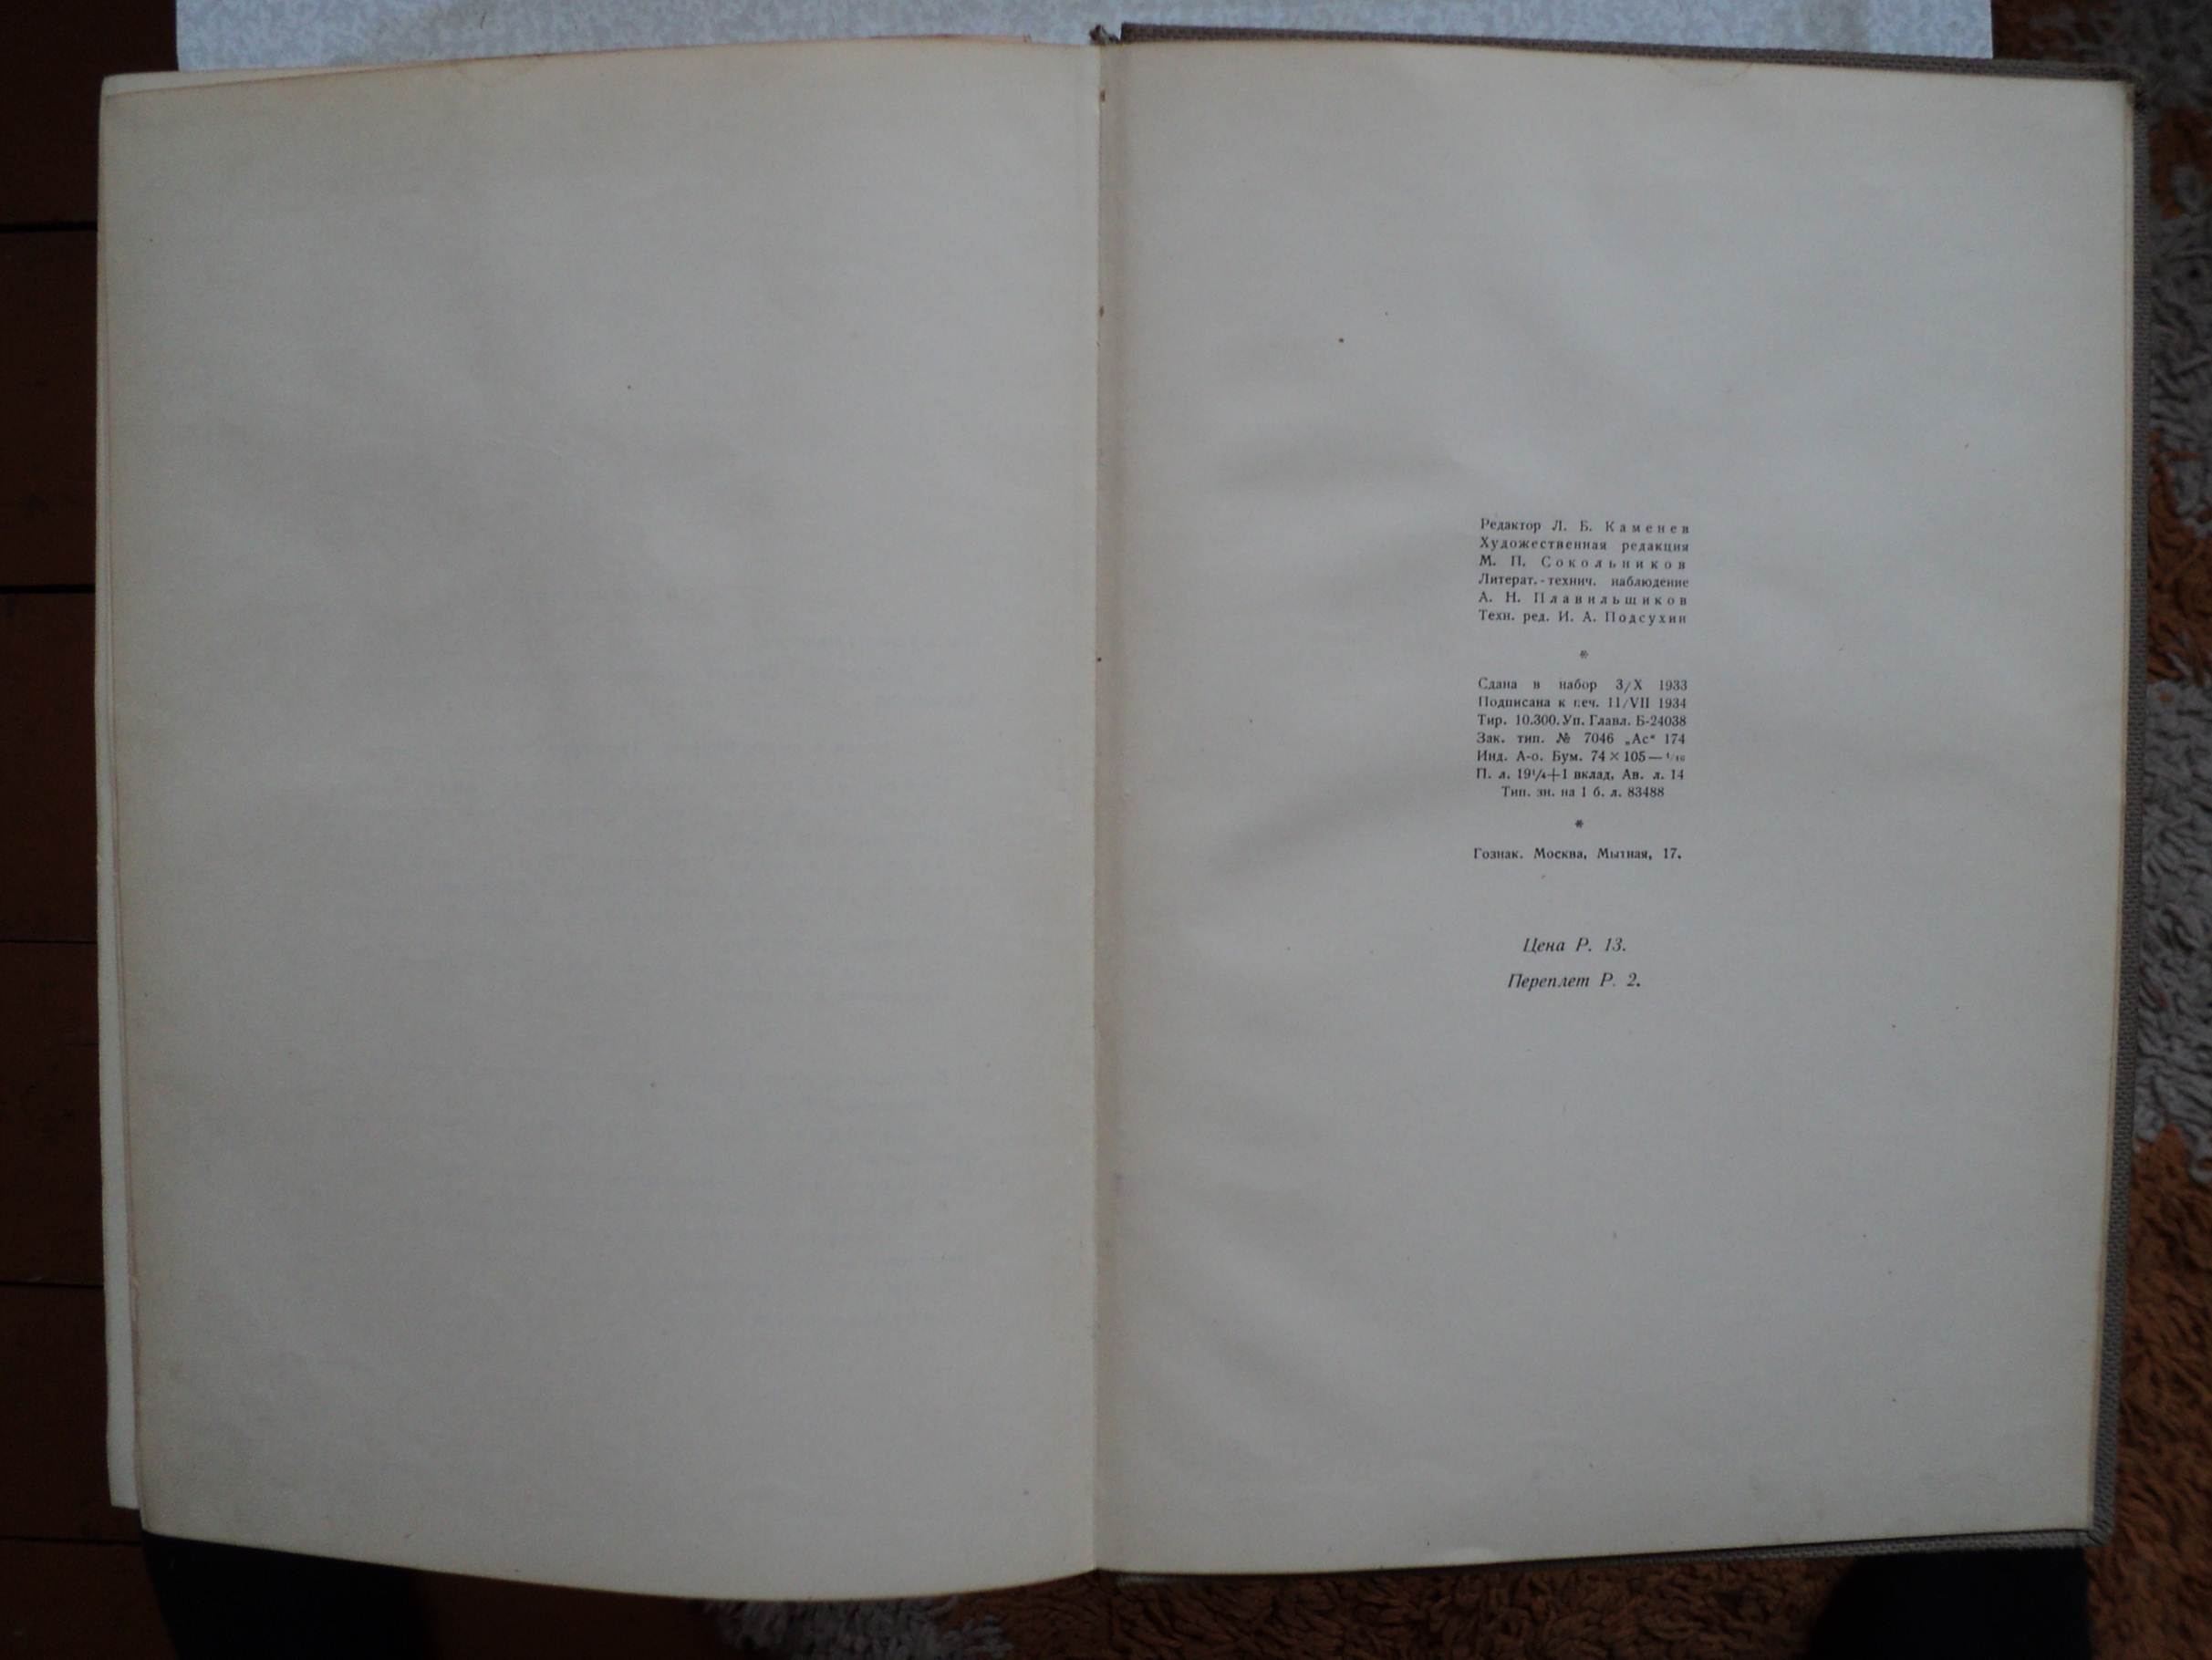 Редактор Л. Б. Каменев
Художественная редакция
М. П. Сокольников
Литерат.-технич. наблюдение
А. Н. Плавильщиков
Техн. ред. И. А. Подсухин
*
Сдана в набор 3/X 1933
Подписана к печ. 11/VII 1934
Тир. 10.300. Уп. Главл. Б-24038
Зак. тип. № 7046 „Ас“ 174
Инд. А-о. Бум. 74×105—1/16
П. л. 19¼+1 вклад. Ав. л. 14
Тип. зн. на 1 б. л. 83488
*
Гознак. Москва, Мытная, 17.
Цена Р. 13.
Переплет Р. 2.